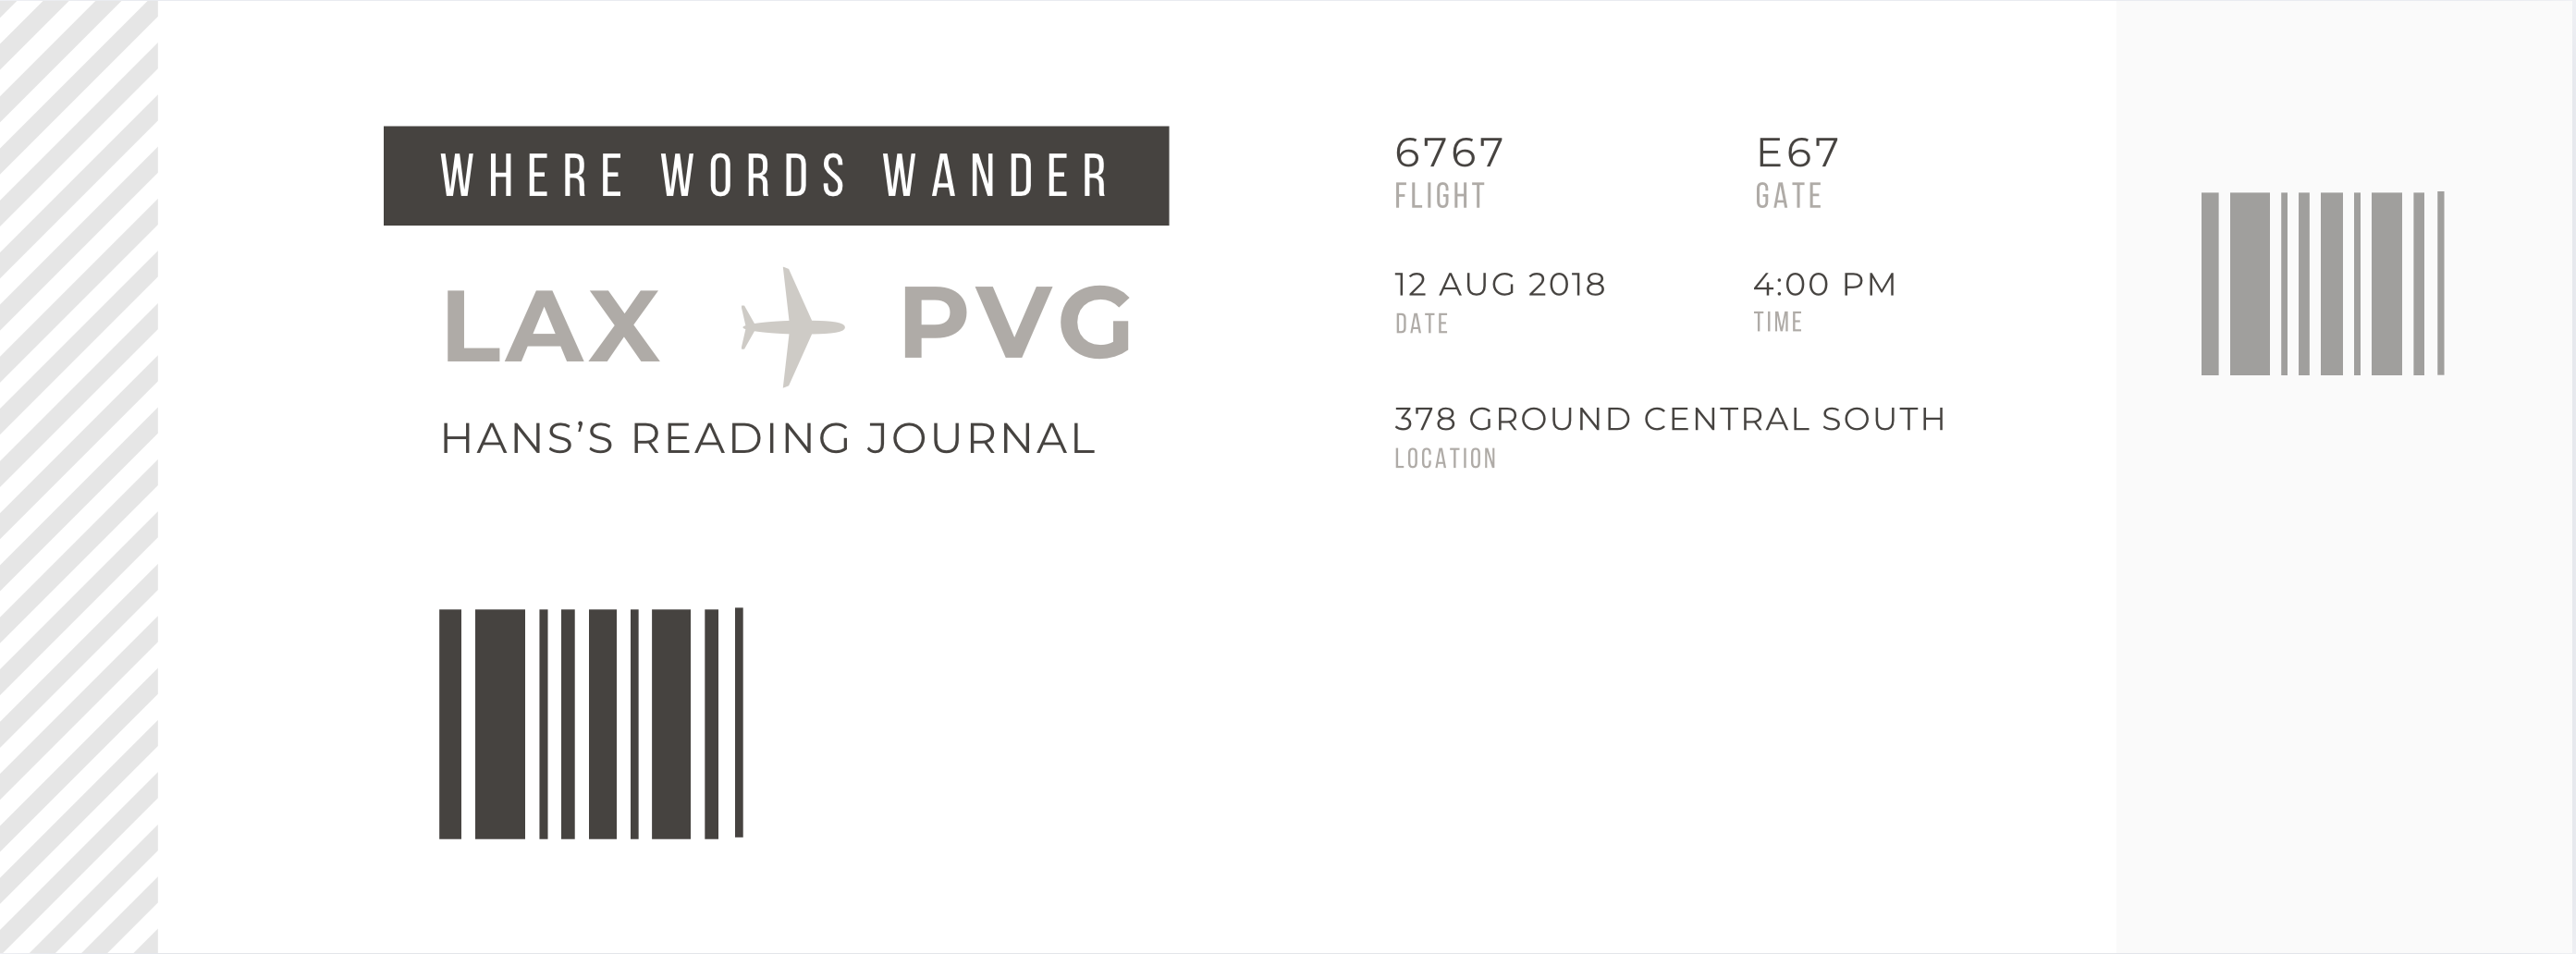 WHERE WORDS WANDER
LAX PVG
HANS’S READING JOURNAL
6767 E67
FLIGHT GATE
12 AUG 2018 4:00 PM
DATE TIME
378 GROUND CENTRAL SOUTH
LOCATION